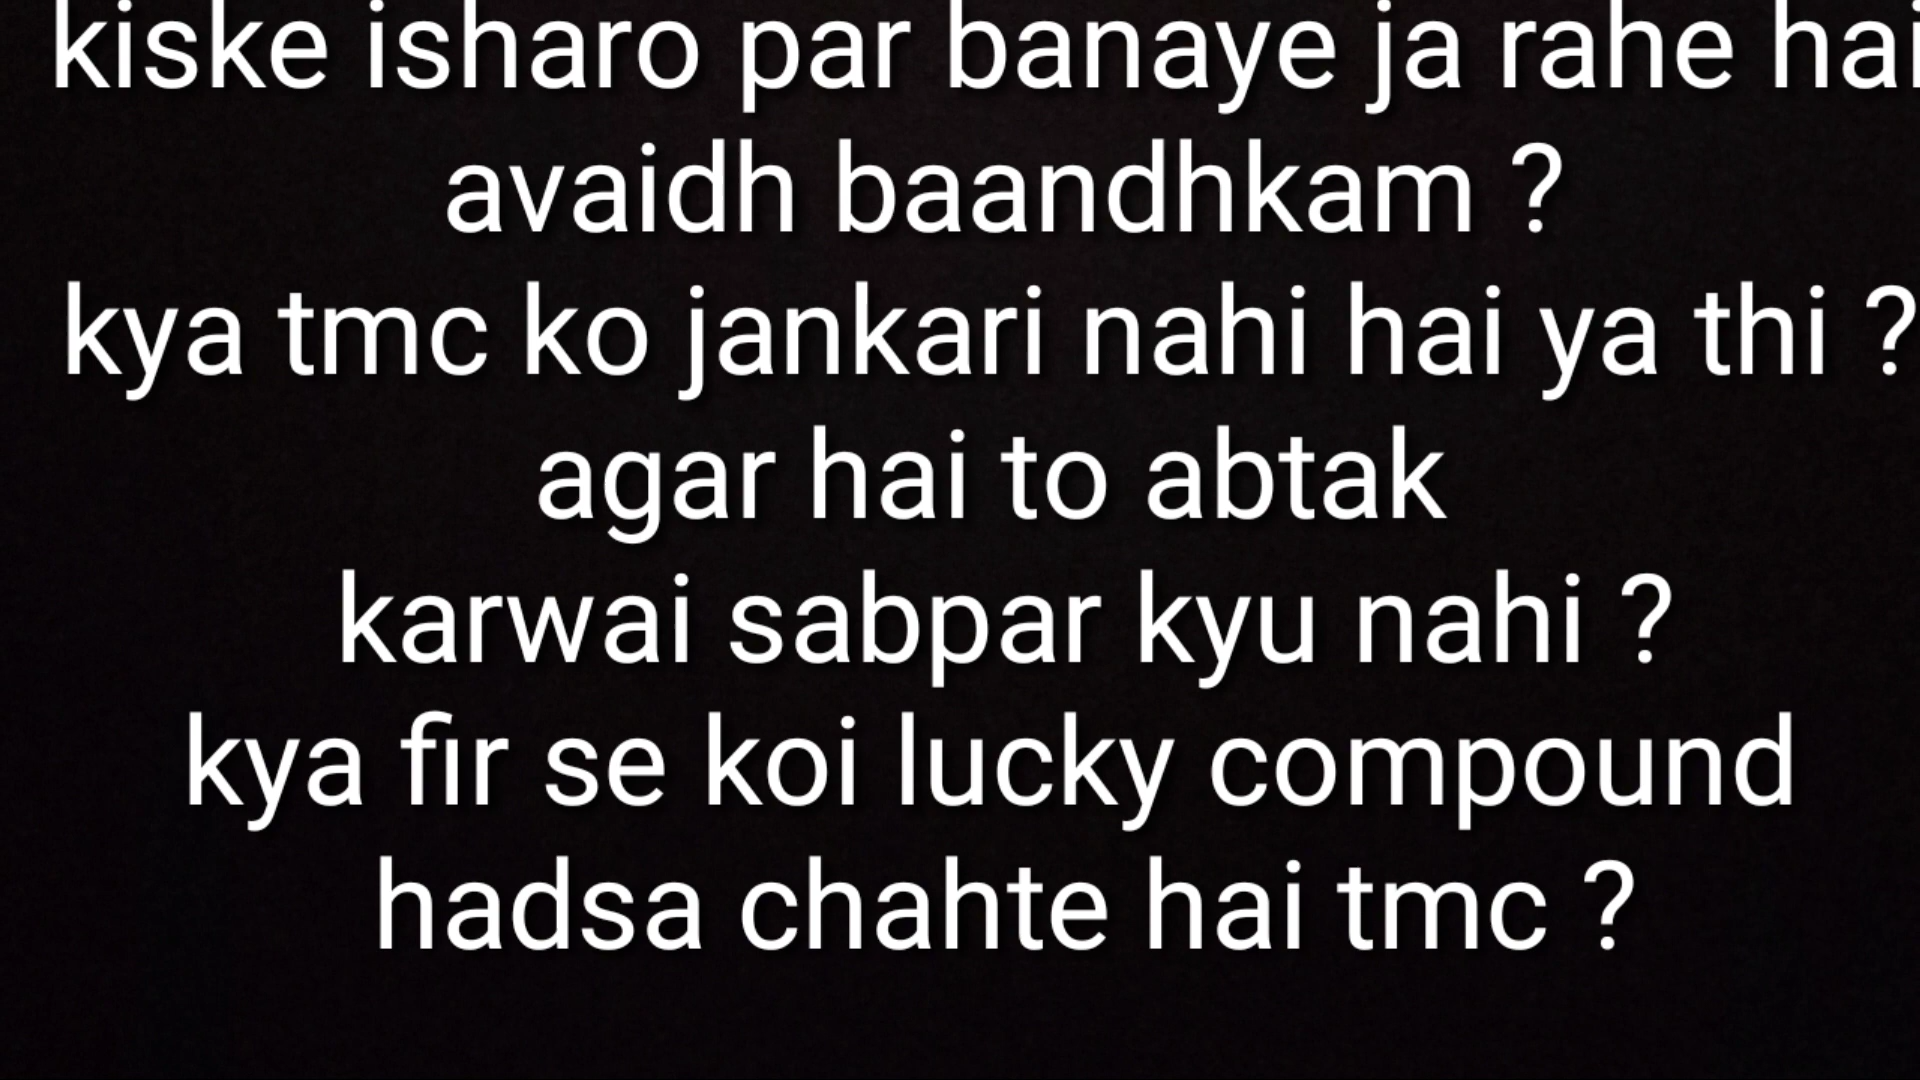 kiske isharo par banaye ja rahe hai
avaidh baandhkam ?
kya tmc ko jankari nahi hai ya thi ?
agar hai to abtak
karwai sabpar kyu nahi ?
kya fir se koi lucky compound
hadsa chahte hai tmc ?